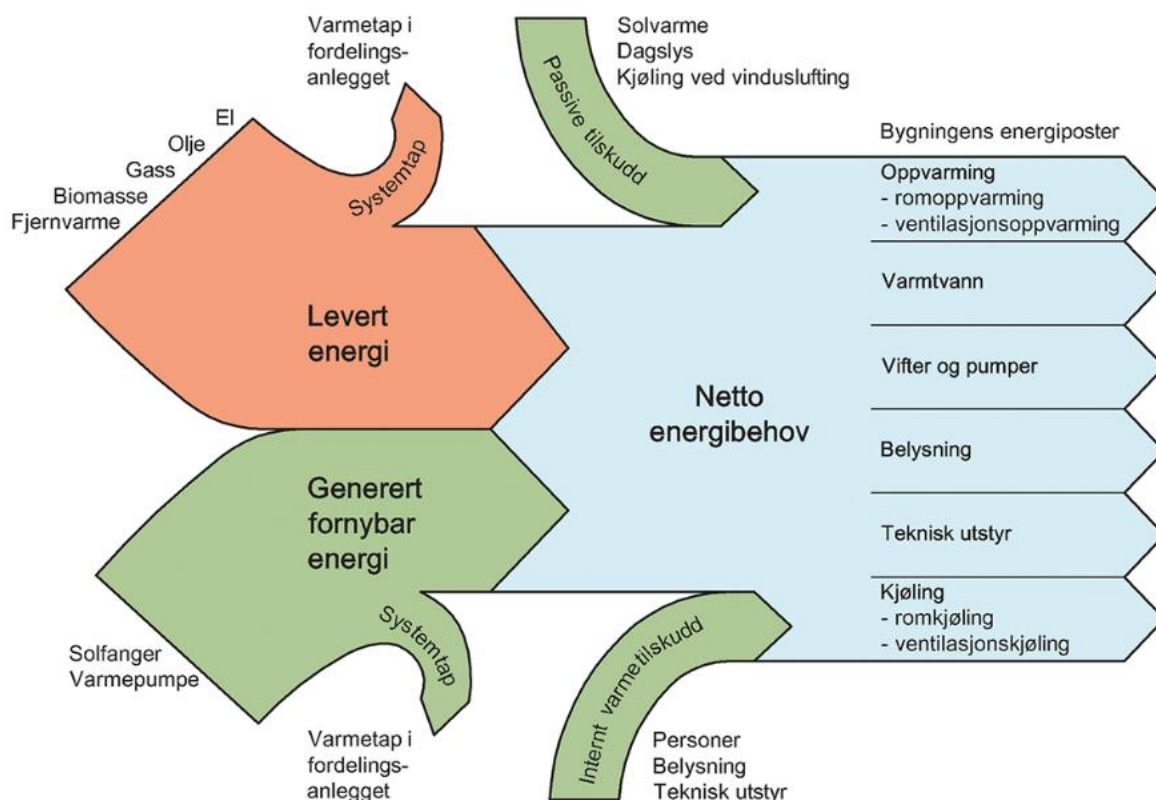 Varmetap i
fordelings-
anlegget
Solvarme
Dagslys
Kjøling ved vinduslufting
Passive tilskudd
Systemtap
El
Olje
Gass
Biomasse
Fjernvarme
Bygningens energiposter
Oppvarming
- romoppvarming
- ventilasjonsoppvarming
Varmtvann
Vifter og pumper
Belysning
Teknisk utstyr
Kjøling
- romkjøling
- ventilasjonskjøling
Levert
energi
Netto
energibehov
Generert
fornybar
energi
Solfanger
Varmepumpe
Systemtap
Varmetap i
fordelings-
anlegget
Internt varmetilskudd
Personer
Belysning
Teknisk utstyr